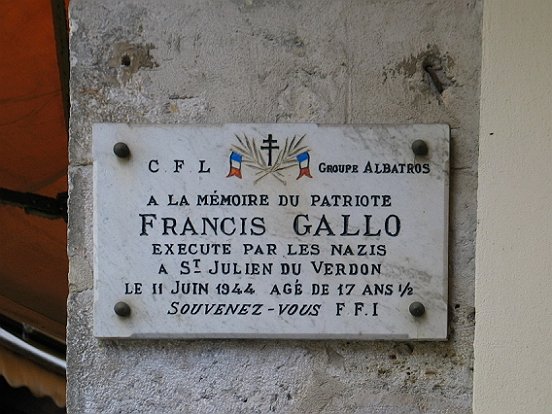 C.F.L GROUPE ALBATROS
A LA MÉMOIRE DU PATRIOTE
FRANCIS GALLO
EXECUTE PAR LES NAZIS
A ST JULIEN DU VERDON
LE 11 JUIN 1944 AGÉ DE 17 ANS ½
SOUVENEZ-VOUS F F.I